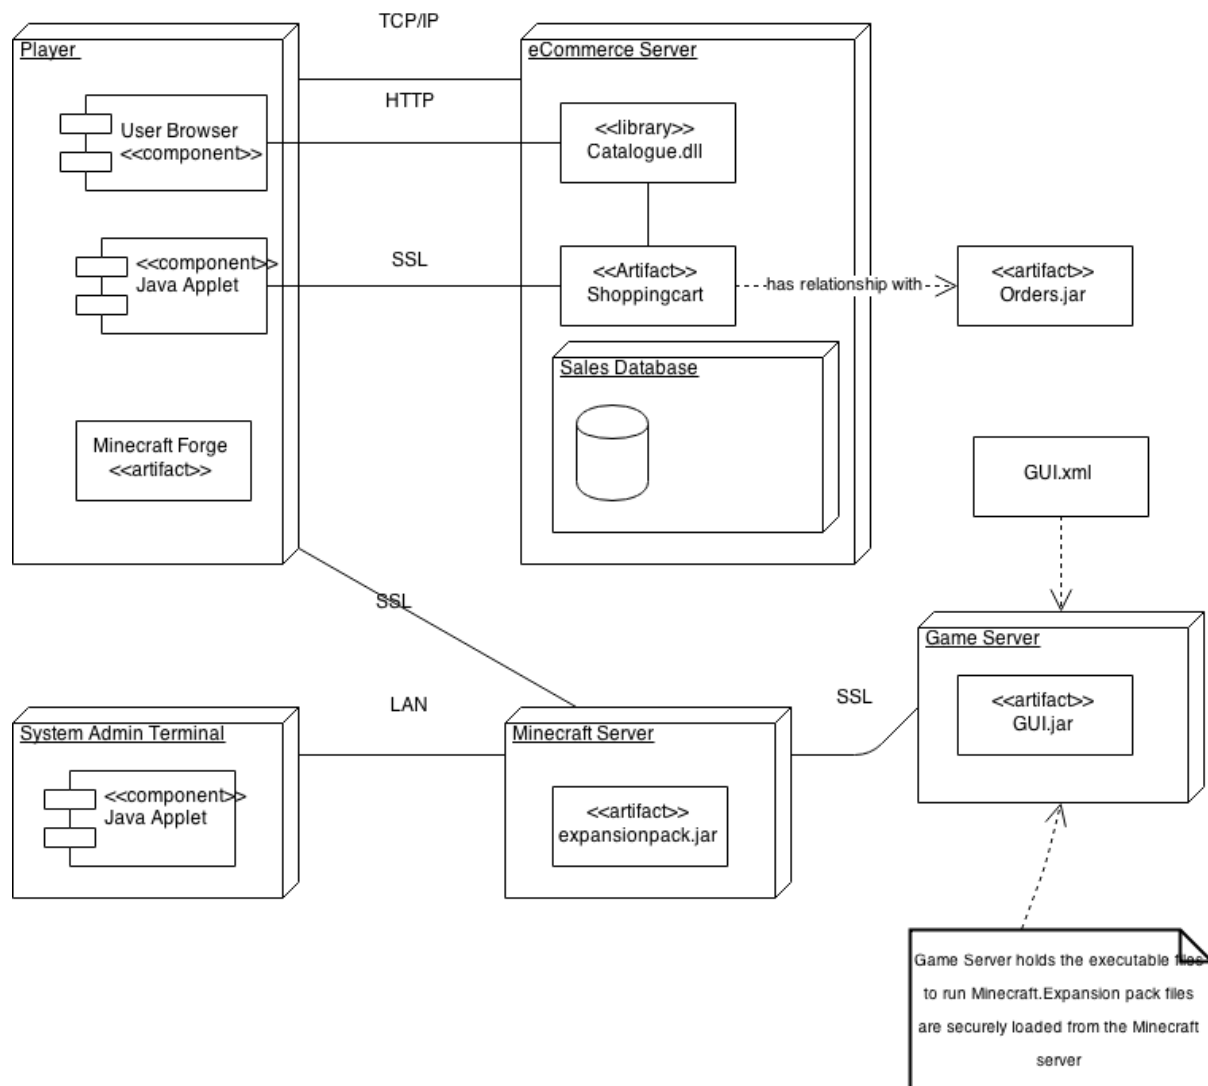 TCP/IP
Player
eCommerce Server
HTTP
User Browser
<<component>>
<<library>>
Catalogue.dll
<<component>>
Java Applet
SSL
<<Artifact>>
Shoppingcart
has relationship with
<<artifact>>
Orders.jar
Sales Database
Minecraft Forge
<<artifact>>
GUI.xml
SSL
Game Server
<<artifact>>
GUI.jar
LAN
SSL
System Admin Terminal
<<component>>
Java Applet
Minecraft Server
<<artifact>>
expansionpack.jar
Game Server holds the executable files
to run Minecraft.Expansion pack files
are securely loaded from the Minecraft
server